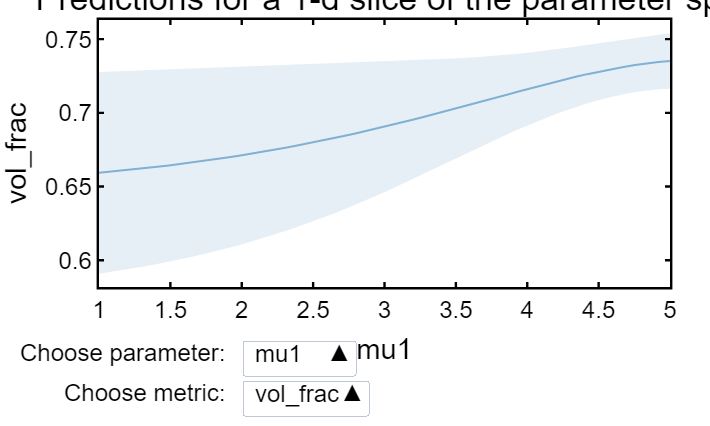 Predictions for a 1-d slice of the parameter
0.75
0.7
0.65
0.6
vol_frac
1 1.5 2 2.5 3 3.5 4 4.5 5
mu1
Choose parameter: mu1 ▲
Choose metric: vol_frac ▲